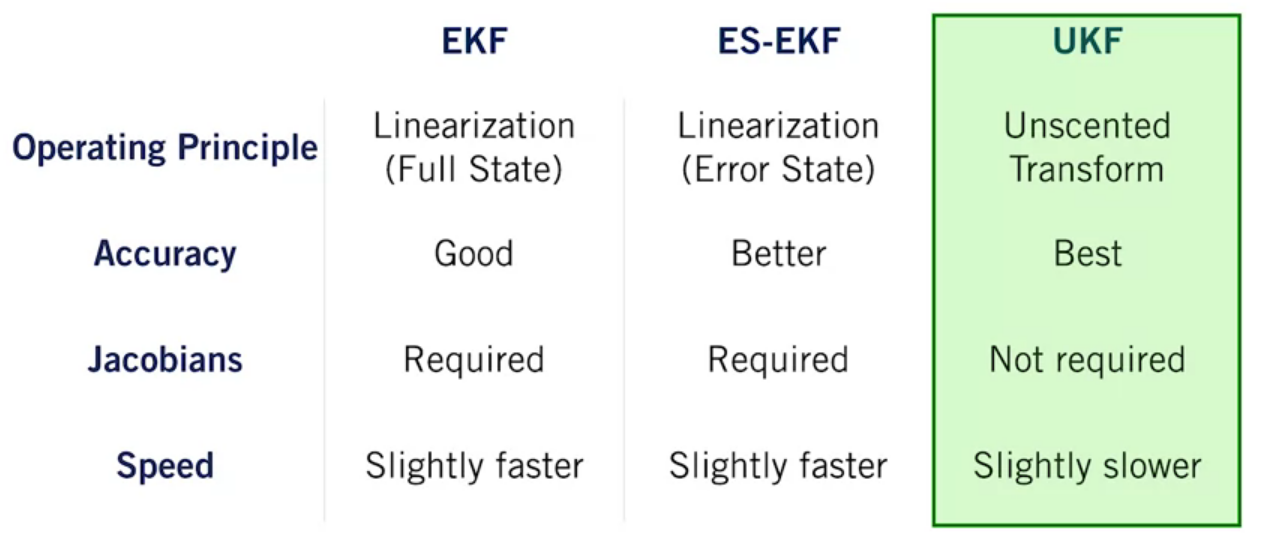 EKF ES-EKF UKF
Operating Principle Linearization (Full State) Linearization (Error State) Unscented Transform
Accuracy Good Better Best
Jacobians Required Required Not required
Speed Slightly faster Slightly faster Slightly slower